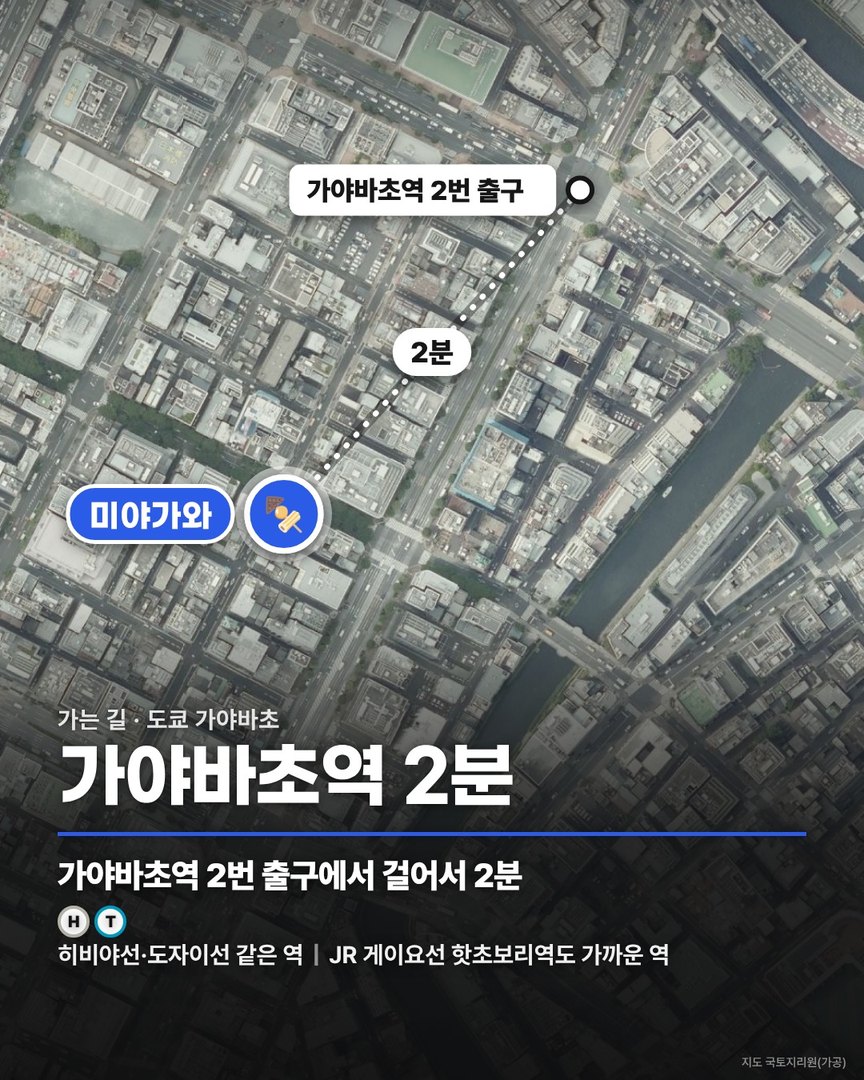 가야바초역 2번 출구
2분
미야가와
가는 길 · 도쿄 가야바초
가야바초역 2분
가야바초역 2번 출구에서 걸어서 2분
H T
히비야선·도자이선 같은 역 | JR 게이요선 핫초보리역도 가까운 역
지도 국토지리원(가공)